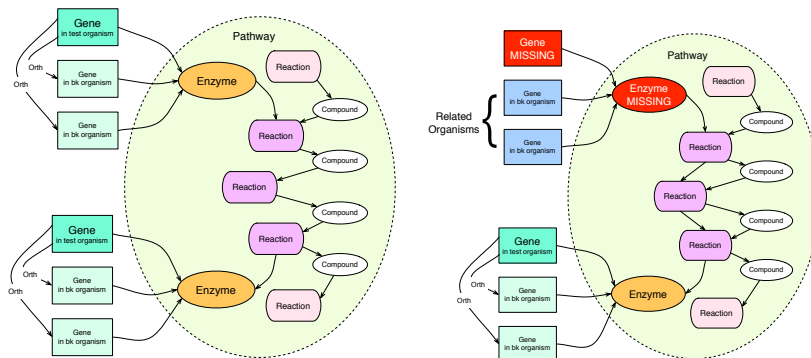 Gene
in test organism
Orth
Orth
Gene
in bk organism
Gene
in bk organism
Enzyme
Pathway
Reaction
Compound
Reaction
Compound
Reaction
Compound
Reaction
Compound
Reaction
Gene
in test organism
Orth
Orth
Gene
in bk organism
Gene
in bk organism
Enzyme
Gene
MISSING
Related
Organisms
Gene
in bk organism
Gene
in bk organism
Enzyme
MISSING
Pathway
Reaction
Compound
Reaction
Compound
Reaction
Compound
Reaction
Compound
Reaction
Gene
in test organism
Orth
Orth
Gene
in bk organism
Gene
in bk organism
Enzyme